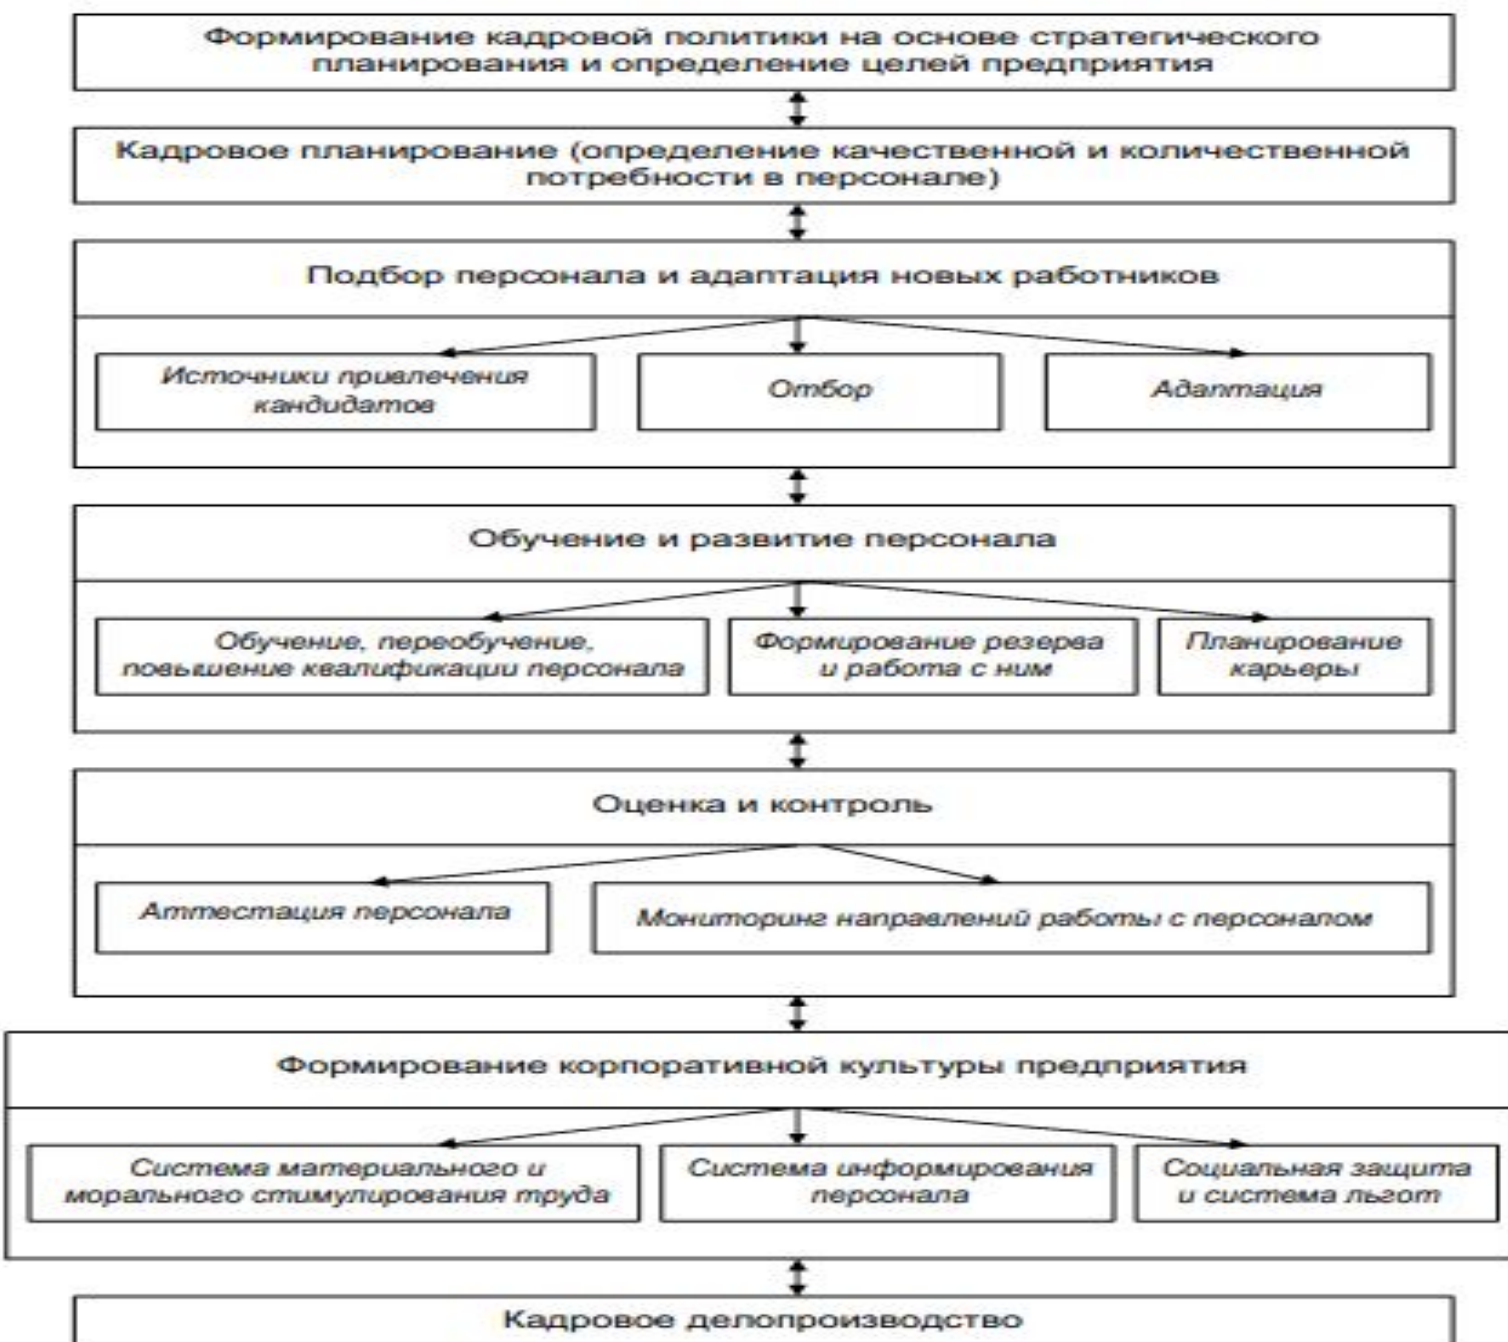 Формирование кадровой политики на основе стратегического
планирования и определение целей предприятия
Кадровое планирование (определение качественной и количественной
потребности в персонале)
Подбор персонала и адаптация новых работников
Источники привлечения
кандидатов
Отбор
Адаптация
Обучение и развитие персонала
Обучение, переобучение,
повышение квалификации персонала
Формирование резерва
и работа с ним
Планирование
карьеры
Оценка и контроль
Аттестация персонала
Мониторинг направлений работы с персоналом
Формирование корпоративной культуры предприятия
Система материального и
морального стимулирования труда
Система информирования
персонала
Социальная защита
и система льгот
Кадровое делопроизводство